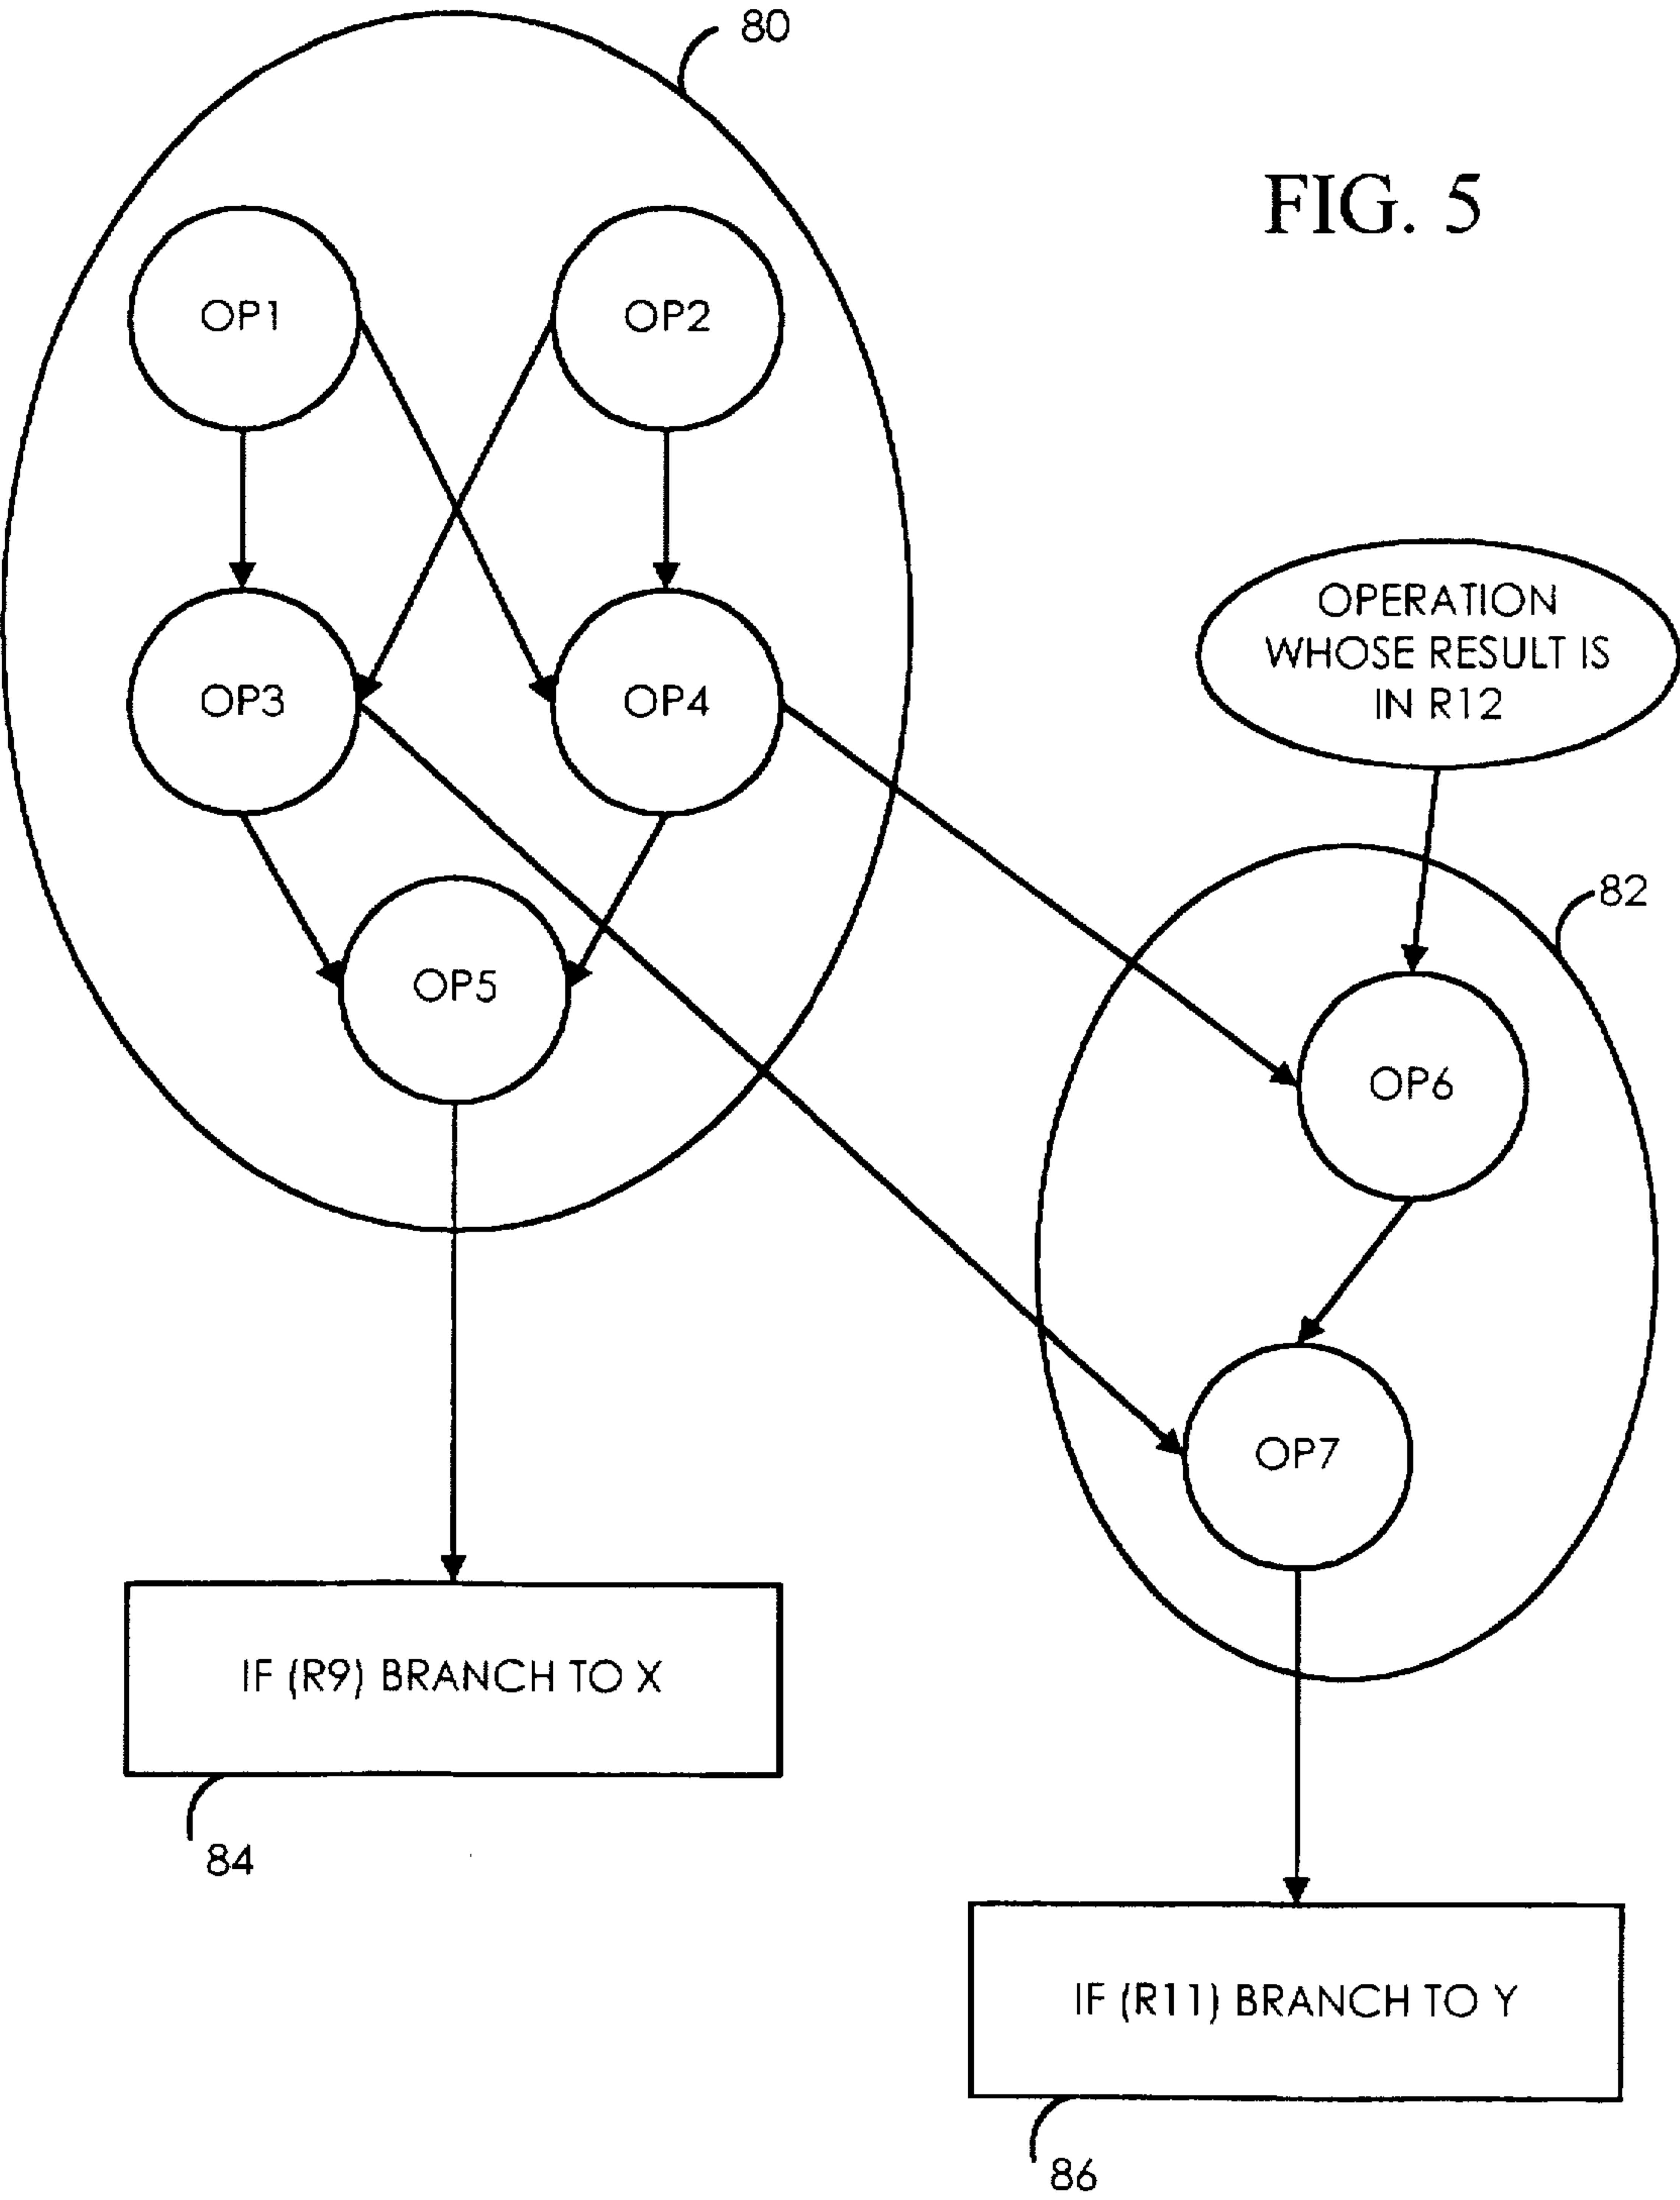 80
FIG. 5
OP1
OP2
OPERATION
WHOSE RESULT IS
IN R12
OP3
OP4
82
OP5
OP6
OP7
IF (R9) BRANCH TO X
84
IF (R11) BRANCH TO Y
86